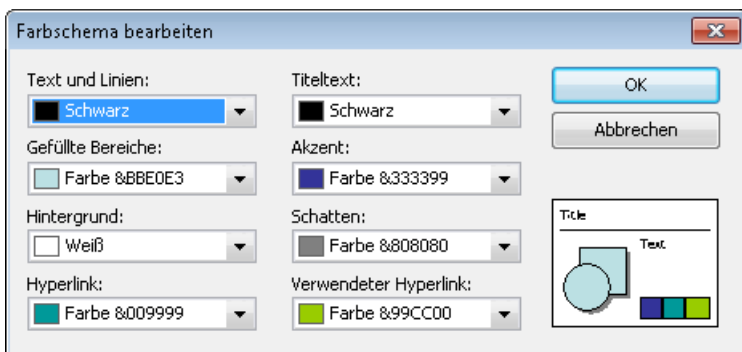 Farbschema bearbeiten
Text und Linien:
Schwarz
Titeltext:
Schwarz
OK
Gefüllte Bereiche:
Farbe &BBE0E3
Akzent:
Farbe &333399
Abbrechen
Hintergrund:
Weiß
Schatten:
Farbe &808080
Title
Text
Hyperlink:
Farbe &009999
Verwendeter Hyperlink:
Farbe &99CC00